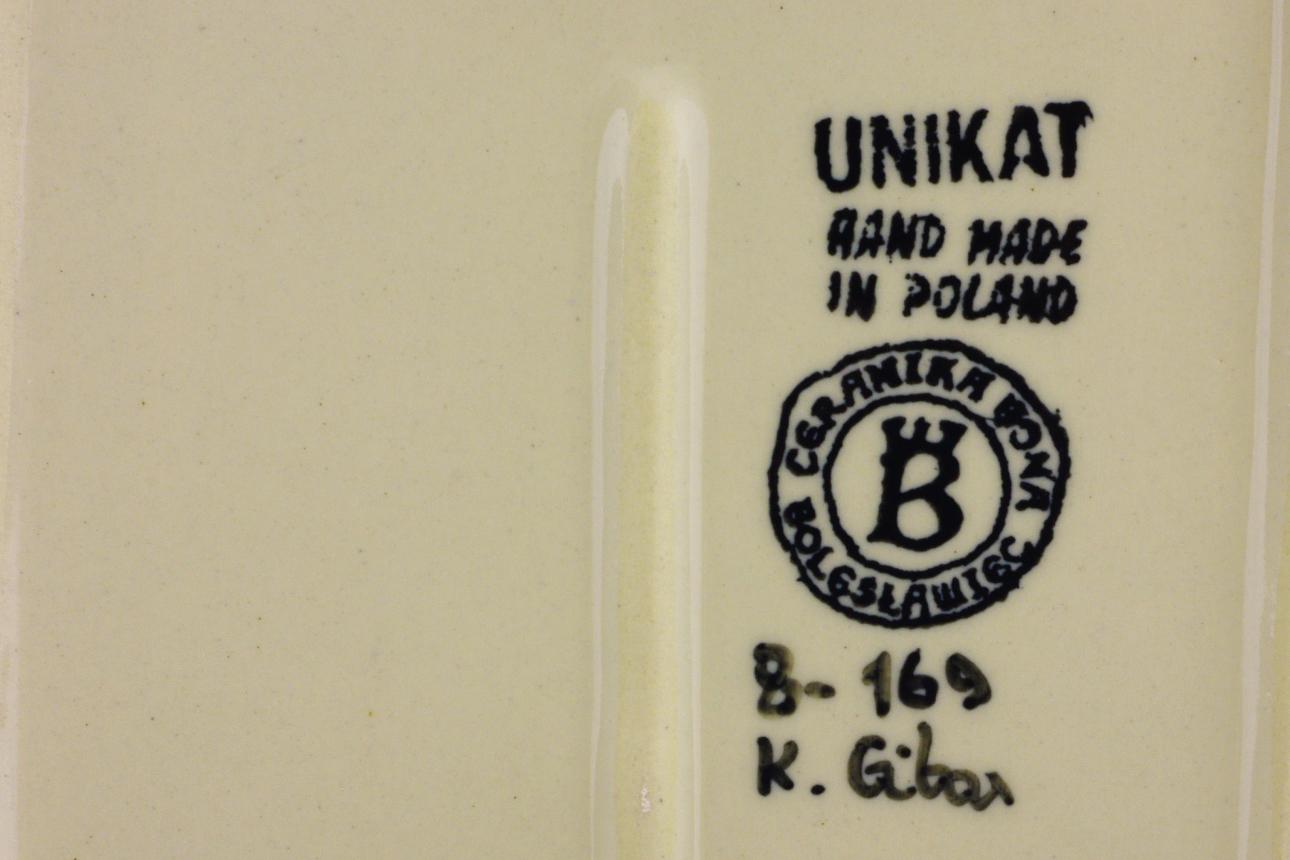 UNIKAT
HAND MADE
IN POLAND
CERAMIKA BONA
B
BOLESŁAWIEC
8-169
K. Gibas